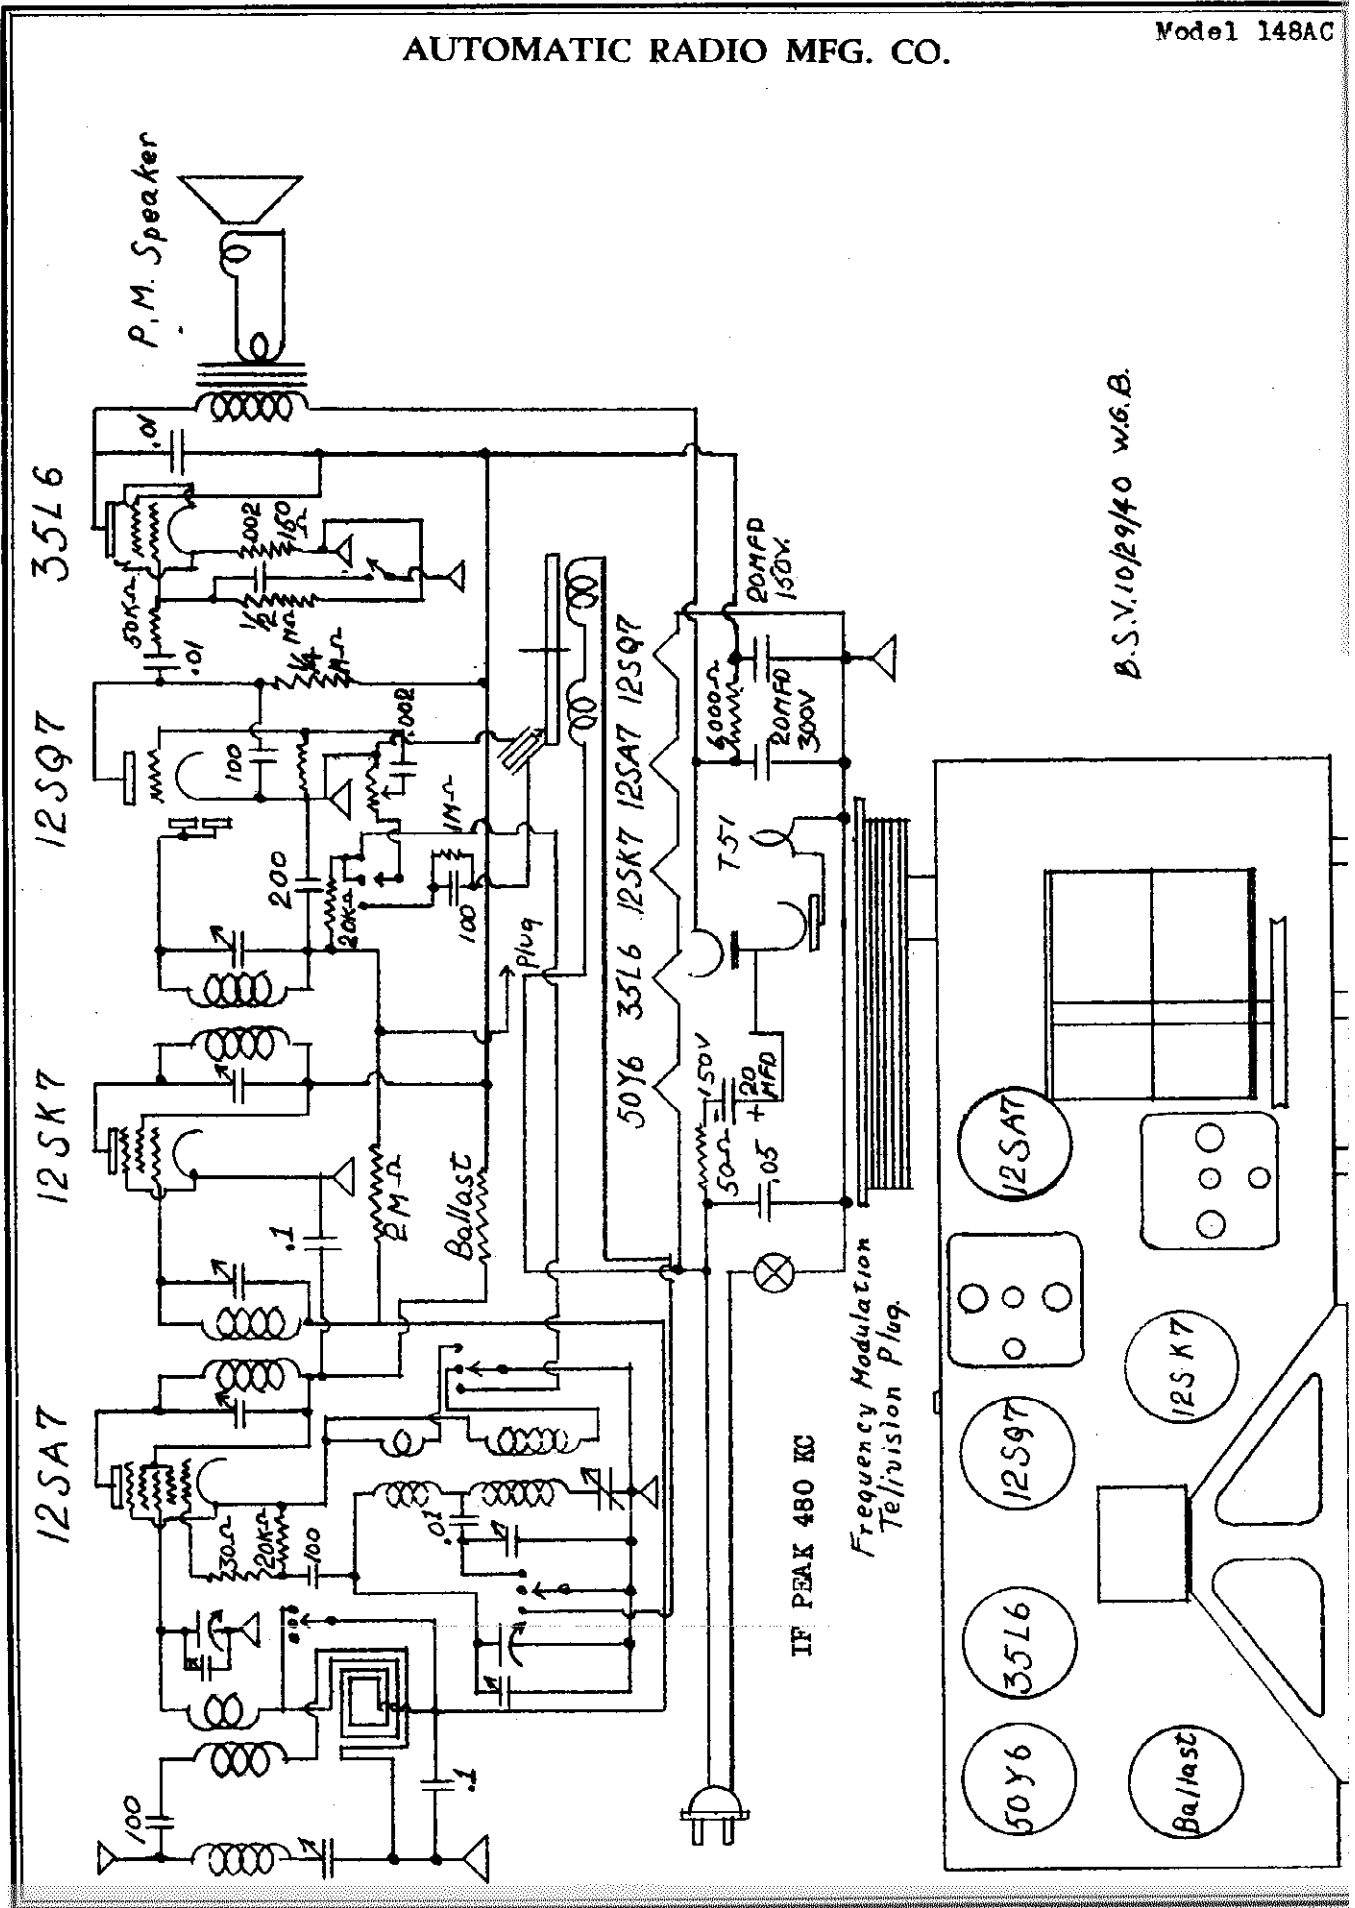 AUTOMATIC RADIO MFG. CO.
Model 148AC
P.M. Speaker
12SA7
12SK7
12SQ7
35L6
100
.1
30Ω
20KΩ
100
.01
.1
2MΩ
Ballast
Plug
200
20KΩ
100
1MΩ
100
.002
.01
1/4 MΩ
50KΩ
1/2 MΩ
.002
150 Ω
.01
50Y6 35L6 12SK7 12SA7 12SQ7
50Ω
.05
150V
- +
20 MFD
T51
20MFD 300V
20MFD 150V.
IF PEAK 480 KC
Frequency Modulation
Telivision Plug.
B.S.V. 10/29/40 W.G.B.
50Y6
35L6
12SQ7
12SA7
Ballast
12SK7